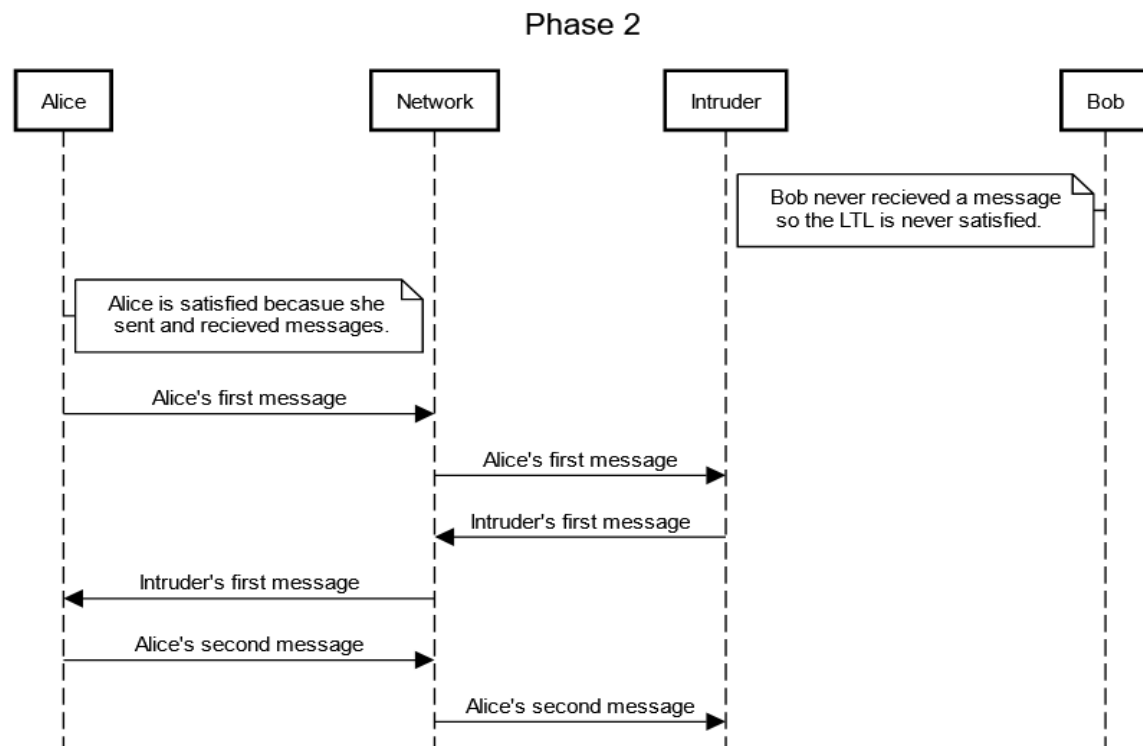 Phase 2
Alice
Network
Intruder
Bob
Bob never recieved a message
so the LTL is never satisfied.
Alice is satisfied becasue she
sent and recieved messages.
Alice's first message
Alice's first message
Intruder's first message
Intruder's first message
Alice's second message
Alice's second message